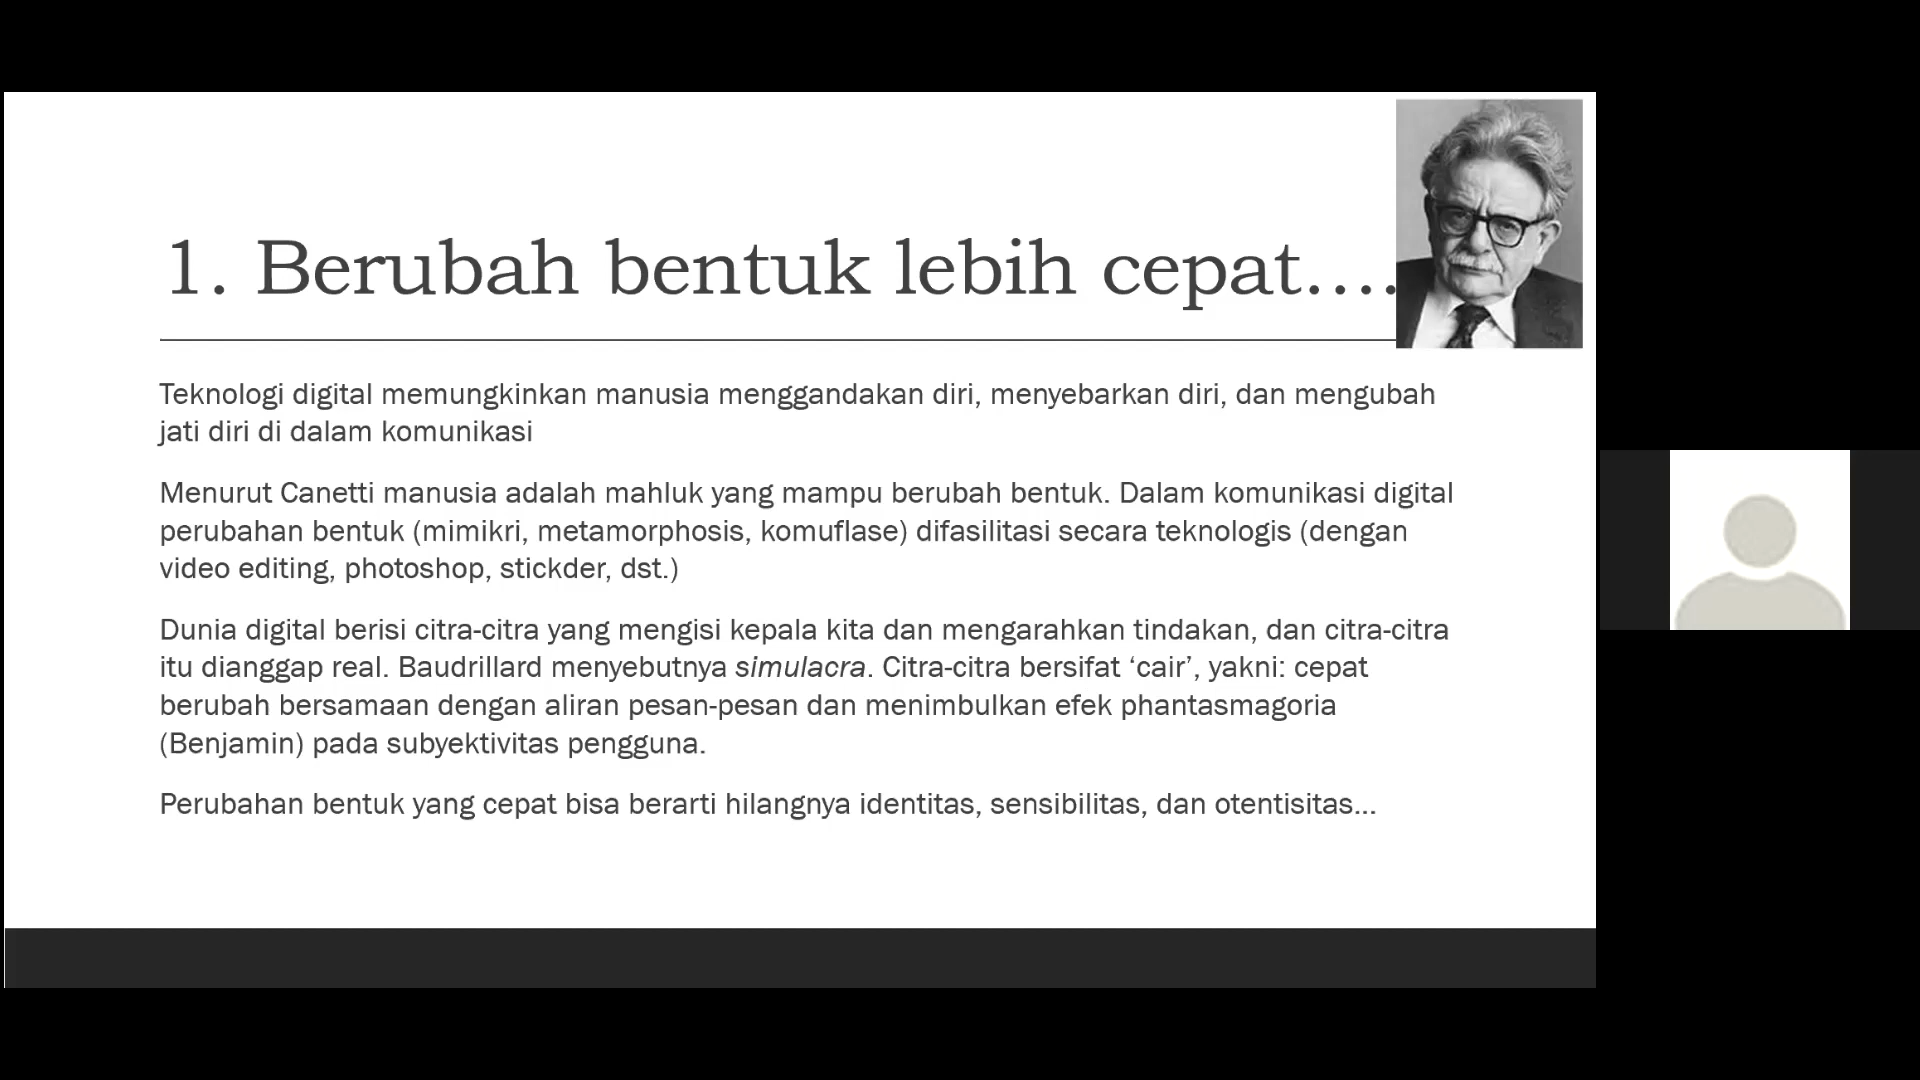 1. Berubah bentuk lebih cepat....
Teknologi digital memungkinkan manusia menggandakan diri, menyebarkan diri, dan mengubah
jati diri di dalam komunikasi
Menurut Canetti manusia adalah mahluk yang mampu berubah bentuk. Dalam komunikasi digital
perubahan bentuk (mimikri, metamorphosis, komuflase) difasilitasi secara teknologis (dengan
video editing, photoshop, stickder, dst.)
Dunia digital berisi citra-citra yang mengisi kepala kita dan mengarahkan tindakan, dan citra-citra
itu dianggap real. Baudrillard menyebutnya simulacra. Citra-citra bersifat ‘cair’, yakni: cepat
berubah bersamaan dengan aliran pesan-pesan dan menimbulkan efek phantasmagoria
(Benjamin) pada subyektivitas pengguna.
Perubahan bentuk yang cepat bisa berarti hilangnya identitas, sensibilitas, dan otentisitas...